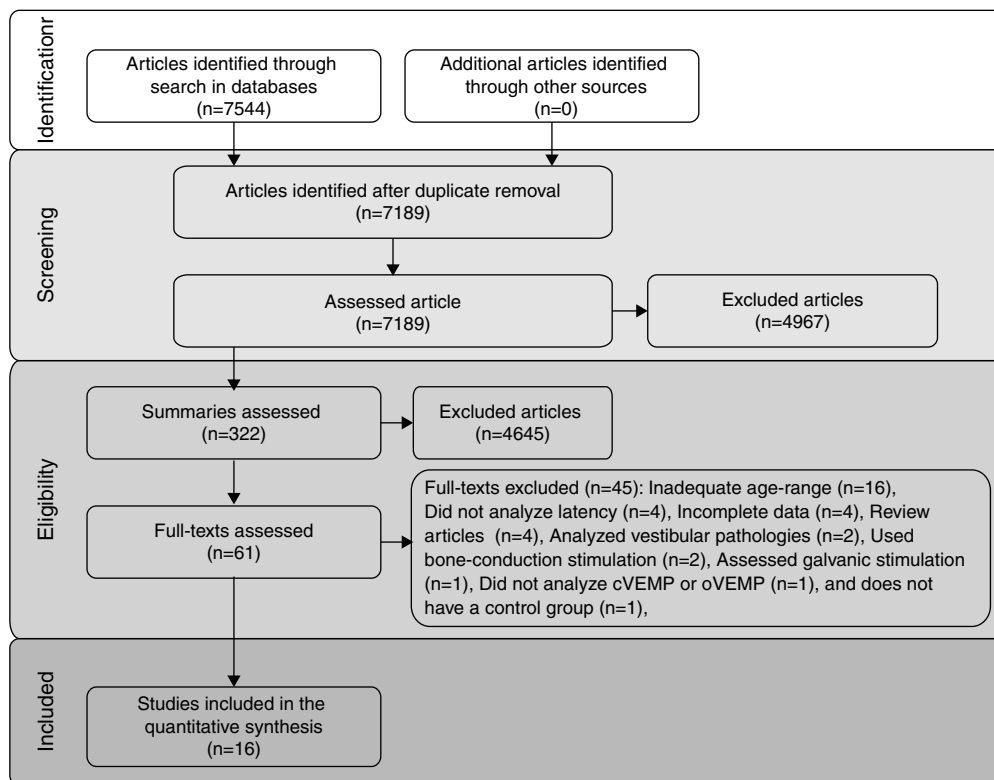 Identificationr
Articles identified through
search in databases
(n=7544)
Additional articles identified
through other sources
(n=0)
Screening
Articles identified after duplicate removal
(n=7189)
Assessed article
(n=7189)
Excluded articles
(n=4967)
Eligibility
Summaries assessed
(n=322)
Excluded articles
(n=4645)
Full-texts assessed
(n=61)
Full-texts excluded (n=45): Inadequate age-range (n=16),
Did not analyze latency (n=4), Incomplete data (n=4), Review
articles (n=4), Analyzed vestibular pathologies (n=2), Used
bone-conduction stimulation (n=2), Assessed galvanic stimulation
(n=1), Did not analyze cVEMP or oVEMP (n=1), and does not
have a control group (n=1),
Included
Studies included in the
quantitative synthesis
(n=16)